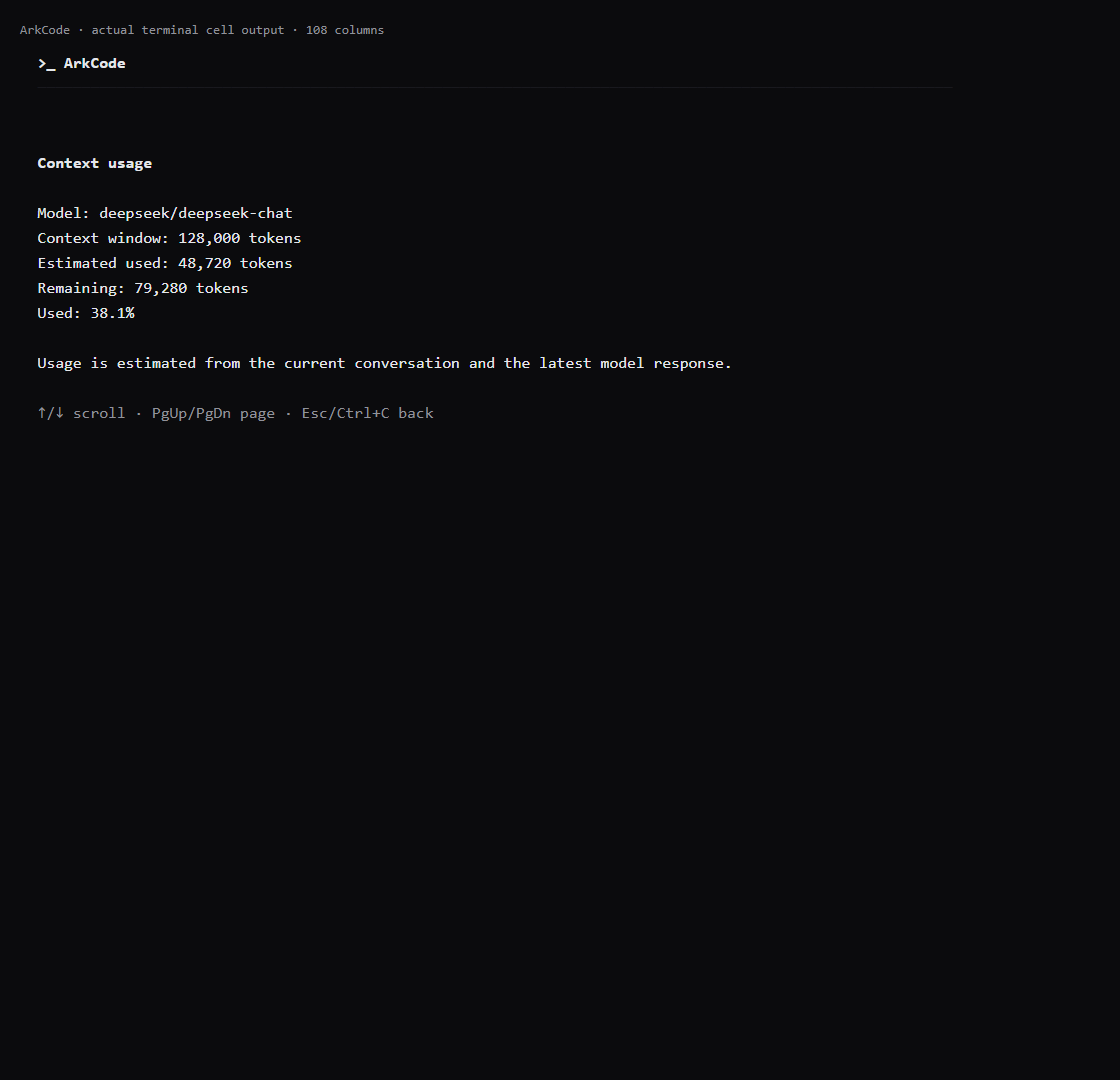 ArkCode · actual terminal cell output · 108 columns
>_ ArkCode
Context usage
Model: deepseek/deepseek-chat
Context window: 128,000 tokens
Estimated used: 48,720 tokens
Remaining: 79,280 tokens
Used: 38.1%
Usage is estimated from the current conversation and the latest model response.
↑/↓ scroll · PgUp/PgDn page · Esc/Ctrl+C back